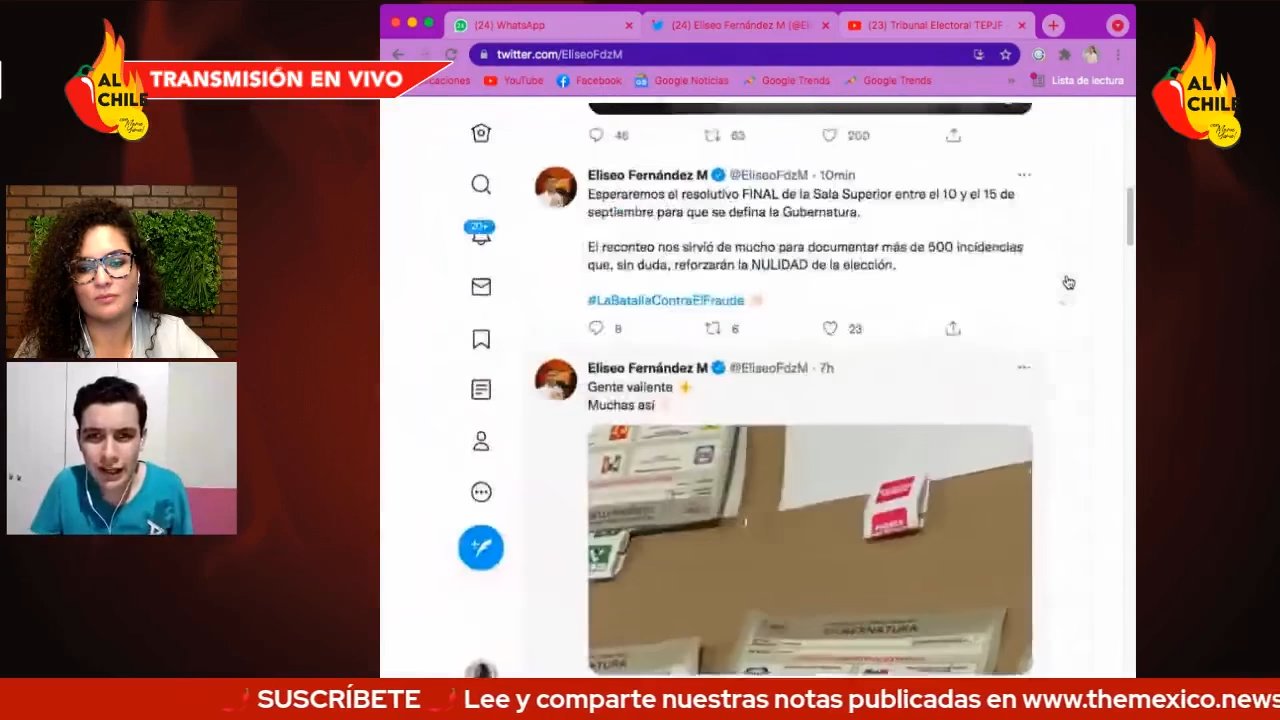 (24) WhatsApp
(24) Eliseo Fernández M (@El
(23) Tribunal Electoral TEPJF
twitter.com/EliseoFdzM
caciones
YouTube
Facebook
Google Noticias
Google Trends
Google Trends
»
Lista de lectura
AL CHILE
TRANSMISIÓN EN VIVO
AL CHILE
46 63 200
Eliseo Fernández M @EliseoFdzM · 10min
Esperaremos el resolutivo FINAL de la Sala Superior entre el 10 y el 15 de
septiembre para que se defina la Gubernatura.
20+
El reconteo nos sirvió de mucho para documentar más de 500 incidencias
que, sin duda, reforzarán la NULIDAD de la elección.
#LaBatallaContraElFraude
8 6 23
Eliseo Fernández M @EliseoFdzM · 7h
Gente valiente
Muchas así
GUBERNATURA
SUSCRÍBETE Lee y comparte nuestras notas publicadas en www.themexico.news